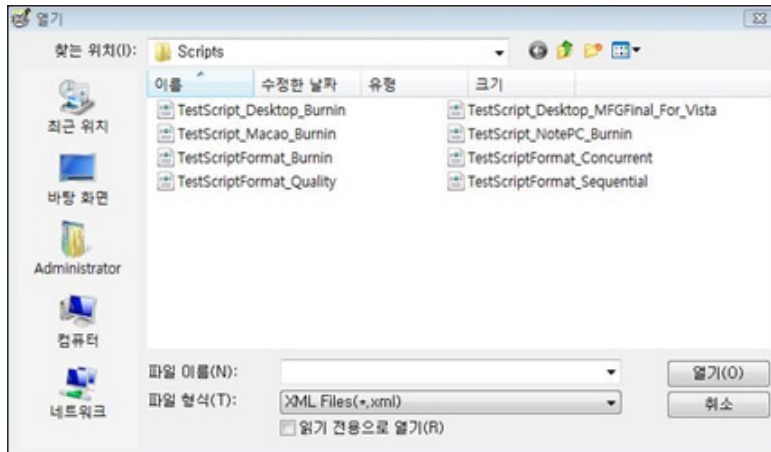 열기
찾는 위치(I): Scripts
이름 수정한 날짜 유형 크기
TestScript_Desktop_Burnin TestScript_Desktop_MFGFinal_For_Vista
TestScript_Macao_Burnin TestScript_NotePC_Burnin
TestScriptFormat_Burnin TestScriptFormat_Concurrent
TestScriptFormat_Quality TestScriptFormat_Sequential
최근 위치
바탕 화면
Administrator
컴퓨터
네트워크
파일 이름(N): 열기(O)
파일 형식(T): XML Files(*.xml) 취소
읽기 전용으로 열기(R)